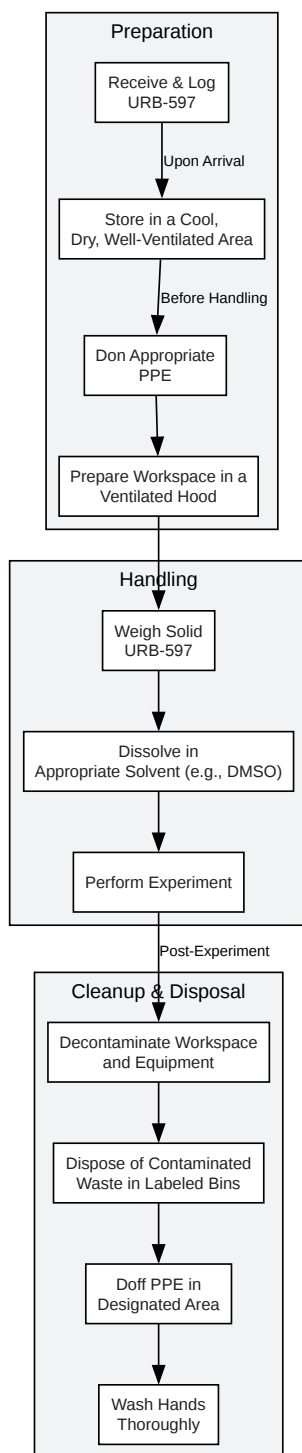 Preparation
Receive & Log
URB-597
Upon Arrival
Store in a Cool,
Dry, Well-Ventilated Area
Before Handling
Don Appropriate
PPE
Prepare Workspace in a
Ventilated Hood
Handling
Weigh Solid
URB-597
Dissolve in
Appropriate Solvent (e.g., DMSO)
Perform Experiment
Post-Experiment
Cleanup & Disposal
Decontaminate Workspace
and Equipment
Dispose of Contaminated
Waste in Labeled Bins
Doff PPE in
Designated Area
Wash Hands
Thoroughly